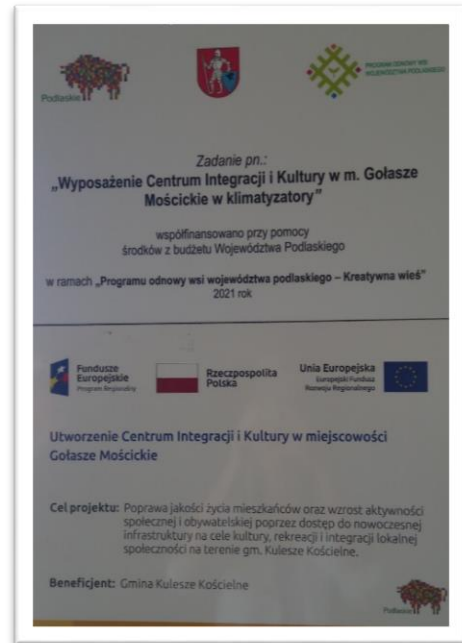 Podlaskie
PROGRAM ODNOWY WSI
WOJEWÓDZTWA PODLASKIEGO
Zadanie pn.:
„Wyposażenie Centrum Integracji i Kultury w m. Gołasze
Mościckie w klimatyzatory”
współfinansowano przy pomocy
środków z budżetu Województwa Podlaskiego
w ramach „Programu odnowy wsi województwa podlaskiego – Kreatywna wieś”
2021 rok
Fundusze
Europejskie
Program Regionalny
Rzeczpospolita
Polska
Unia Europejska
Europejski Fundusz
Rozwoju Regionalnego
Utworzenie Centrum Integracji i Kultury w miejscowości
Gołasze Mościckie
Cel projektu: Poprawa jakości życia mieszkańców oraz wzrost aktywności
społecznej i obywatelskiej poprzez dostęp do nowoczesnej
infrastruktury na cele kultury, rekreacji i integracji lokalnej
społeczności na terenie gm. Kulesze Kościelne.
Beneficjent: Gmina Kulesze Kościelne
Podlaskie